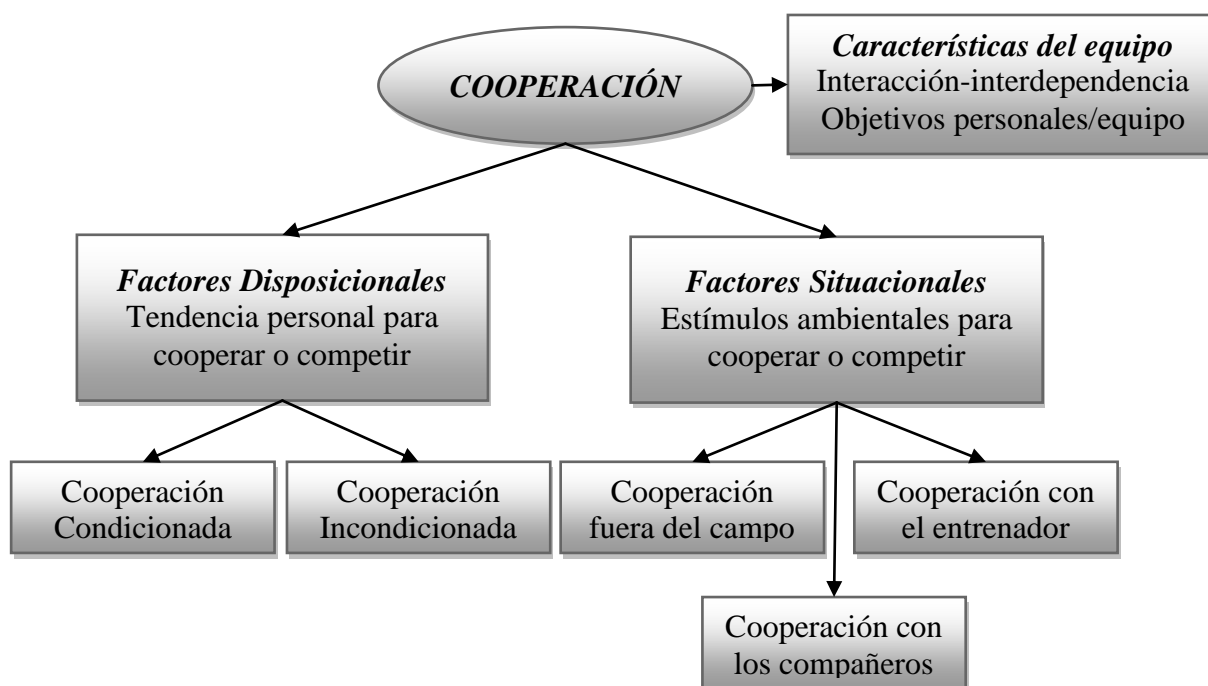 COOPERACIÓN
Características del equipo
Interacción-interdependencia
Objetivos personales/equipo
Factores Disposicionales
Tendencia personal para
cooperar o competir
Factores Situacionales
Estímulos ambientales para
cooperar o competir
Cooperación
Condicionada
Cooperación
Incondicionada
Cooperación
fuera del campo
Cooperación con
el entrenador
Cooperación con
los compañeros